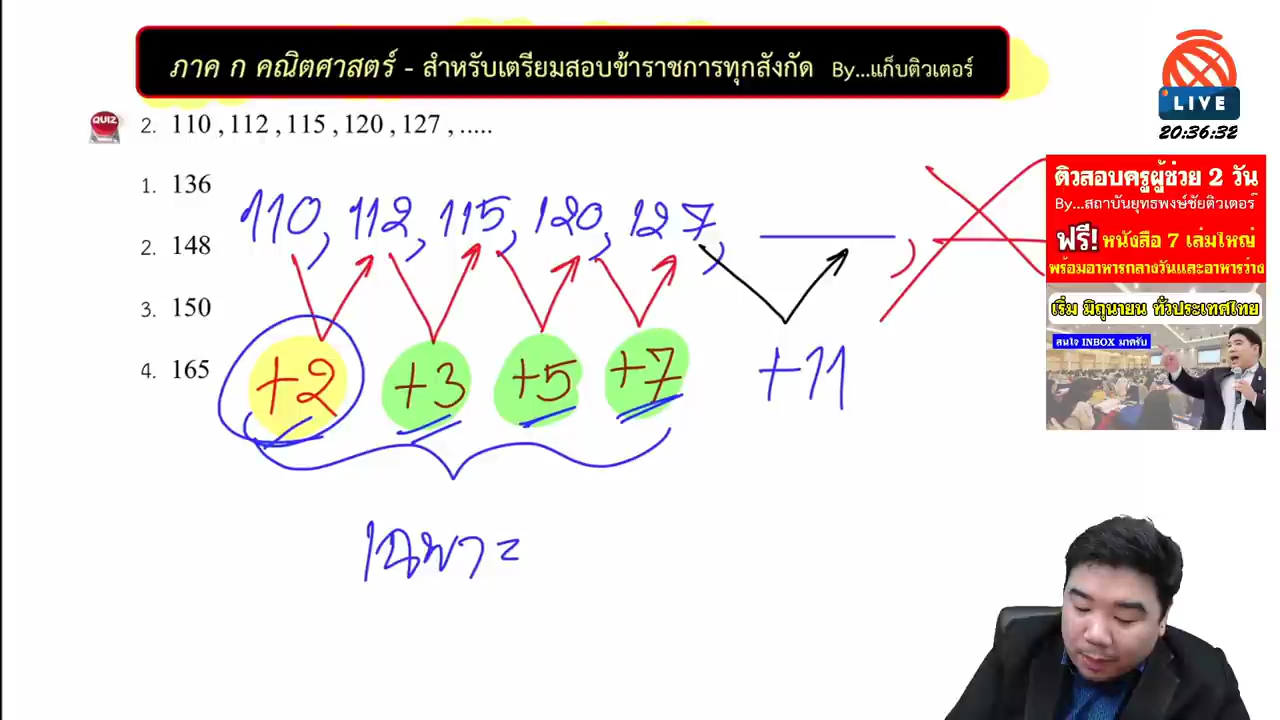 ภาค ก คณิตศาสตร์ - สำหรับเตรียมสอบข้าราชการทุกสังกัด By...แก็บติวเตอร์
LIVE
20:36:32
QUIZ
2. 110 , 112 , 115 , 120 , 127 , .....
1. 136
2. 148
3. 150
4. 165
110, 112, 115, 120, 127, ,
+2 +3 +5 +7 +11
ติวสอบครูผู้ช่วย 2 วัน
By...สถาบันยุทธพงษ์ชัยติวเตอร์
ฟรี! หนังสือ 7 เล่มใหญ่
พร้อมอาหารกลางวันและอาหารว่าง
เริ่ม มิถุนายน ทั่วประเทศไทย
สนใจ INBOX มาครับ